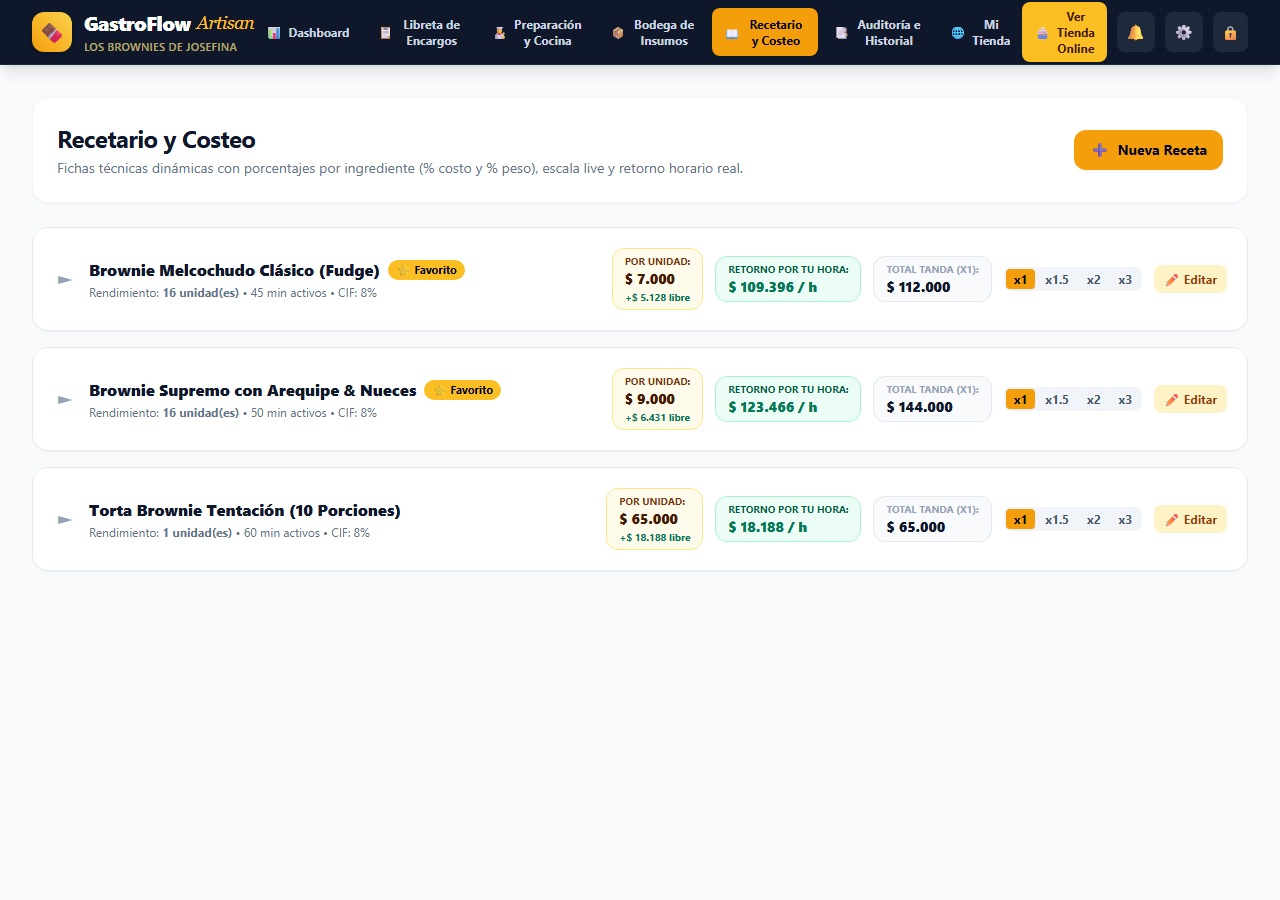 GastroFlow Artisan
LOS BROWNIES DE JOSEFINA
Dashboard
Libreta de
Encargos
Preparación
y Cocina
Bodega de
Insumos
Recetario
y Costeo
Auditoría e
Historial
Mi
Tienda
Ver
Tienda
Online
Recetario y Costeo
Fichas técnicas dinámicas con porcentajes por ingrediente (% costo y % peso), escala live y retorno horario real.
Nueva Receta
Brownie Melcochudo Clásico (Fudge) Favorito
Rendimiento: 16 unidad(es) • 45 min activos • CIF: 8%
POR UNIDAD:
$ 7.000
+$ 5.128 libre
RETORNO POR TU HORA:
$ 109.396 / h
TOTAL TANDA (X1):
$ 112.000
x1 x1.5 x2 x3
Editar
Brownie Supremo con Arequipe & Nueces Favorito
Rendimiento: 16 unidad(es) • 50 min activos • CIF: 8%
POR UNIDAD:
$ 9.000
+$ 6.431 libre
RETORNO POR TU HORA:
$ 123.466 / h
TOTAL TANDA (X1):
$ 144.000
x1 x1.5 x2 x3
Editar
Torta Brownie Tentación (10 Porciones)
Rendimiento: 1 unidad(es) • 60 min activos • CIF: 8%
POR UNIDAD:
$ 65.000
+$ 18.188 libre
RETORNO POR TU HORA:
$ 18.188 / h
TOTAL TANDA (X1):
$ 65.000
x1 x1.5 x2 x3
Editar